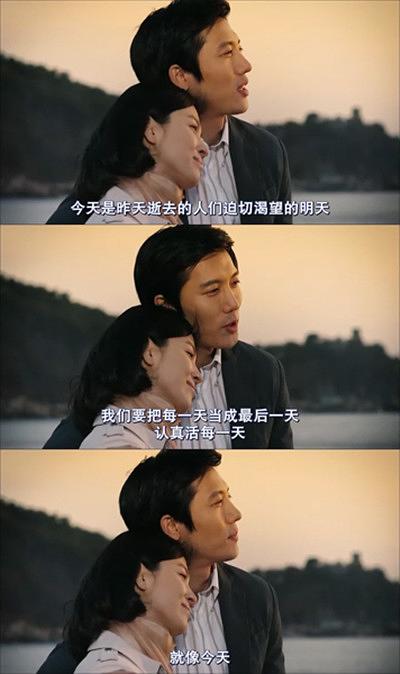 今天是昨天逝去的人们迫切渴望的明天
我们要把每一天当成最后一天
认真活每一天
就像今天